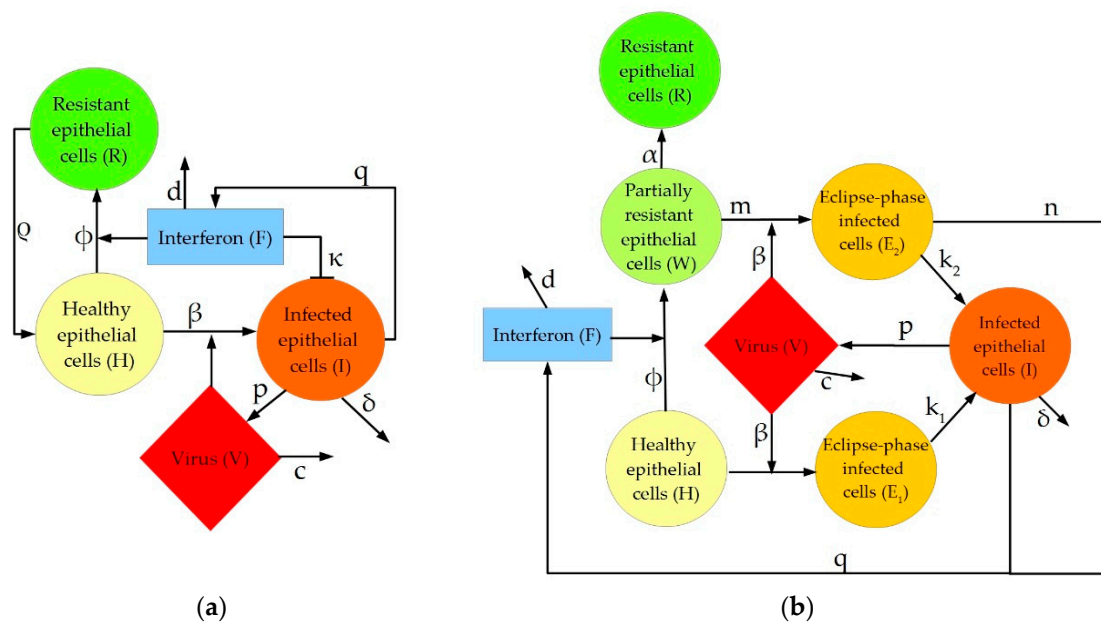 Resistant
epithelial
cells (R)
d
q
ϱ
ϕ
Interferon (F)
κ
Healthy
epithelial
cells (H)
β
Infected
epithelial
cells (I)
p
δ
Virus (V)
c
(a)
Resistant
epithelial
cells (R)
α
Partially
resistant
epithelial
cells (W)
m
Eclipse-phase
infected
cells (E₂)
n
β
k₂
d
Interferon (F)
Virus (V)
p
Infected
epithelial
cells (I)
c
ϕ
k₁
δ
β
Healthy
epithelial
cells (H)
Eclipse-phase
infected
cells (E₁)
q
(b)